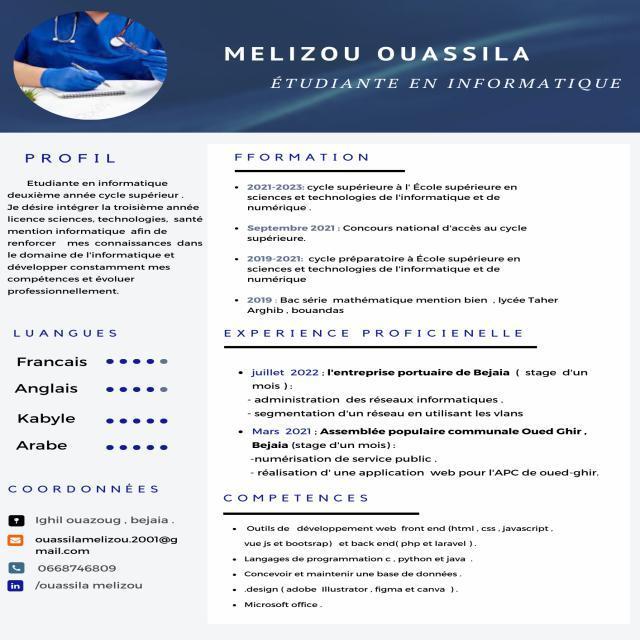 MELIZOU OUASSILA
ÉTUDIANTE EN INFORMATIQUE
PROFIL
Etudiante en informatique
deuxième année cycle supérieur .
Je désire intégrer la troisième année
licence sciences, technologies, santé
mention informatique afin de
renforcer mes connaissances dans
le domaine de l'informatique et
développer constamment mes
compétences et évoluer
professionnellement.
LUANGUES
Francais
Anglais
Kabyle
Arabe
COORDONNÉES
Ighil ouazoug , bejaia .
ouassilamelizou.2001@g
mail.com
0668746809
in /ouassila melizou
FFORMATION
• 2021-2023: cycle supérieure à l' École supérieure en
sciences et technologies de l'informatique et de
numérique .
• Septembre 2021 : Concours national d'accès au cycle
supérieure.
• 2019-2021: cycle préparatoire à École supérieure en
sciences et technologies de l'informatique et de
numérique
• 2019 : Bac série mathématique mention bien , lycée Taher
Arghib , bouandas
EXPERIENCE PROFICIENELLE
• juillet 2022 : l'entreprise portuaire de Bejaia ( stage d'un
mois ) :
- administration des réseaux informatiques .
- segmentation d'un réseau en utilisant les vlans
• Mars 2021 : Assemblée populaire communale Oued Ghir ,
Bejaia (stage d'un mois) :
-numérisation de service public .
- réalisation d' une application web pour l'APC de oued-ghir.
COMPETENCES
• Outils de développement web front end (html , css , javascript ,
vue js et bootsrap) et back end( php et laravel ) .
• Langages de programmation c , python et java .
• Concevoir et maintenir une base de données .
• .design ( adobe Illustrator , figma et canva ) .
• Microsoft office .